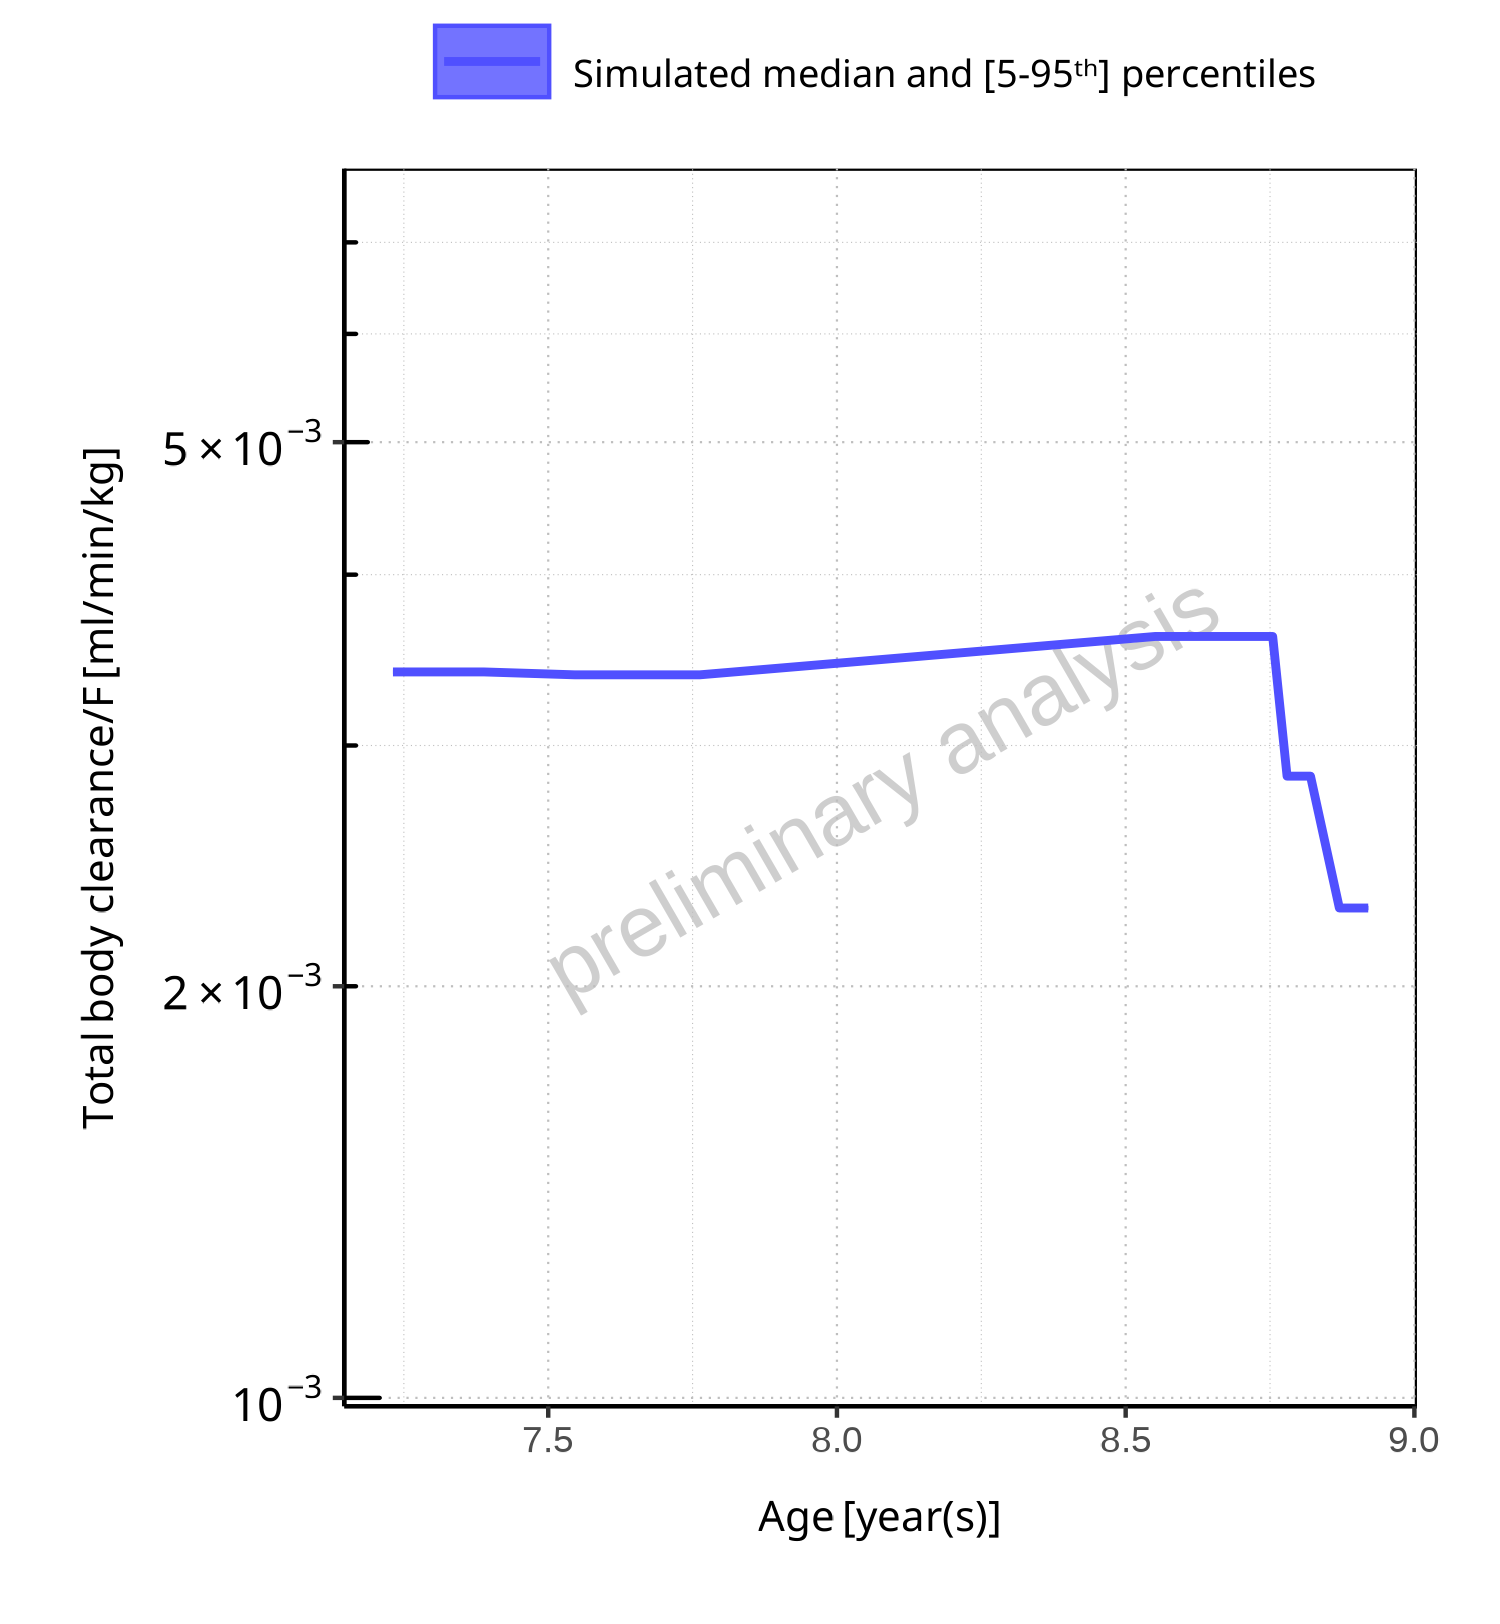 Simulated median and [5-95ᵗʰ] percentiles
5 × 10⁻³
2 × 10⁻³
10⁻³
Total body clearance/F [ml/min/kg]
preliminary analysis
7.5 8.0 8.5 9.0
Age [year(s)]